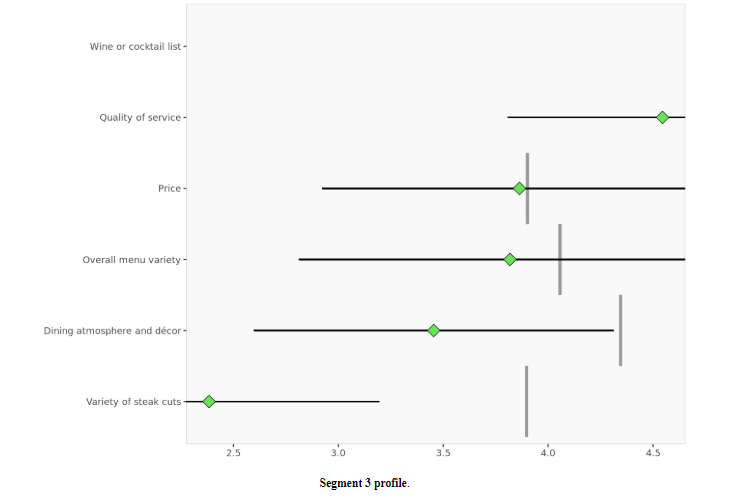 Wine or cocktail list
Quality of service
Price
Overall menu variety
Dining atmosphere and décor
Variety of steak cuts
2.5 3.0 3.5 4.0 4.5
Segment 3 profile.